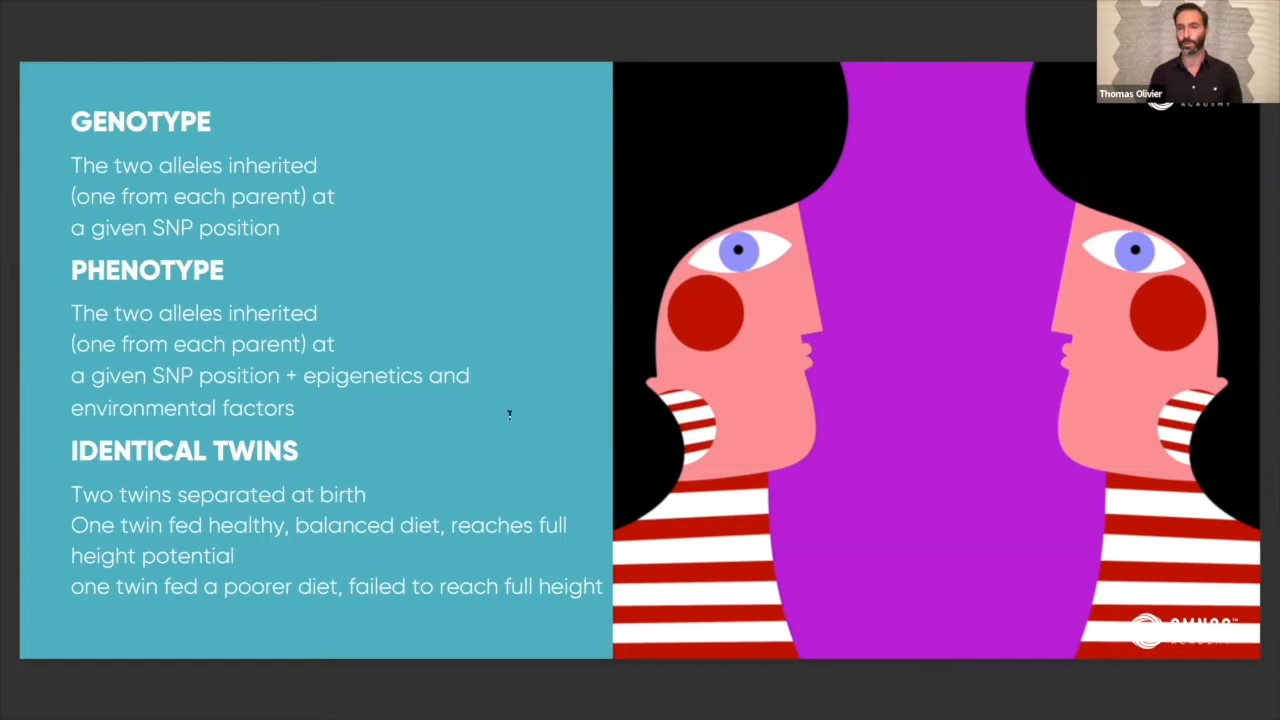 Thomas Olivier
ACADEMY
GENOTYPE
The two alleles inherited
(one from each parent) at
a given SNP position
PHENOTYPE
The two alleles inherited
(one from each parent) at
a given SNP position + epigenetics and
environmental factors
IDENTICAL TWINS
Two twins separated at birth
One twin fed healthy, balanced diet, reaches full
height potential
one twin fed a poorer diet, failed to reach full height
OMNOS™
ACADEMY